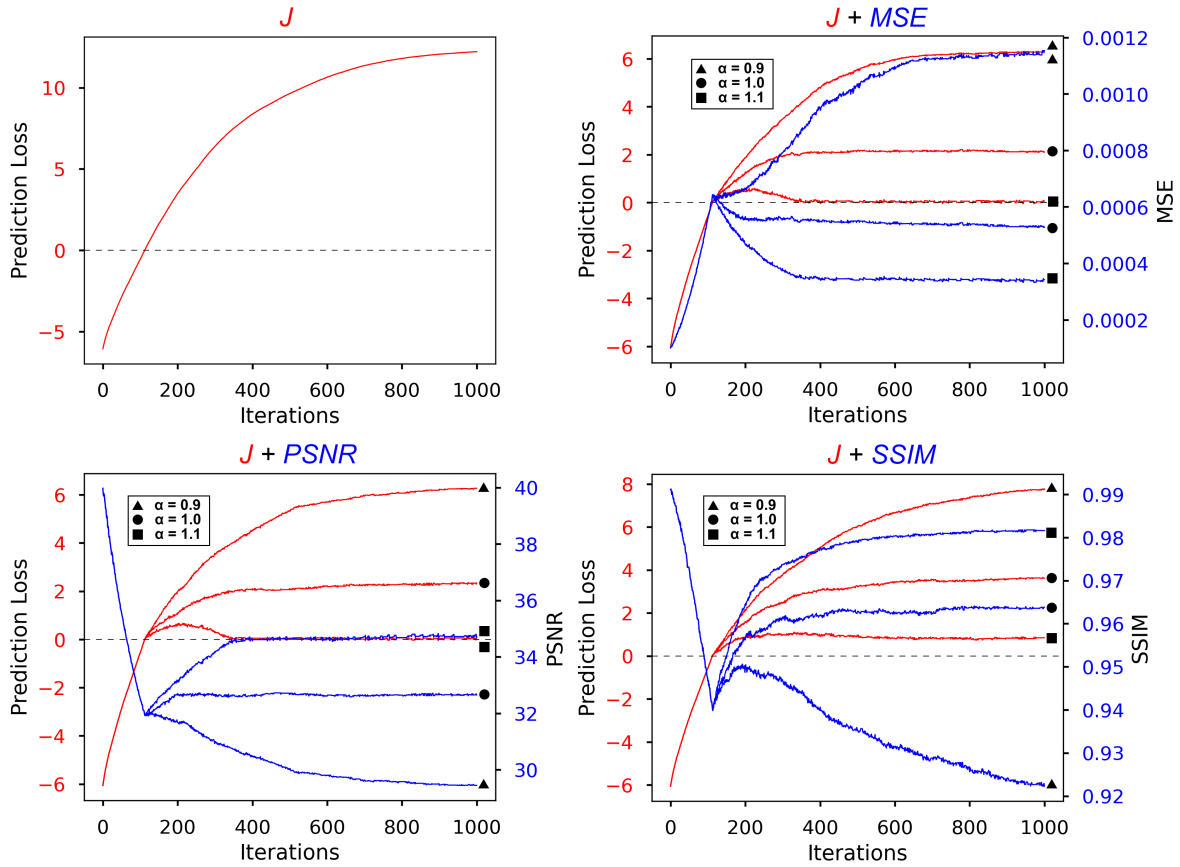 J
Prediction Loss
10
5
0
−5
0 200 400 600 800 1000
Iterations
J + MSE
Prediction Loss
6
4
2
0
−2
−4
−6
α = 0.9
α = 1.0
α = 1.1
0.0012
0.0010
0.0008
0.0006
0.0004
0.0002
MSE
0 200 400 600 800 1000
Iterations
J + PSNR
Prediction Loss
6
4
2
0
−2
−4
−6
α = 0.9
α = 1.0
α = 1.1
40
38
36
34
32
30
PSNR
0 200 400 600 800 1000
Iterations
J + SSIM
Prediction Loss
8
6
4
2
0
−2
−4
−6
α = 0.9
α = 1.0
α = 1.1
0.99
0.98
0.97
0.96
0.95
0.94
0.93
0.92
SSIM
0 200 400 600 800 1000
Iterations